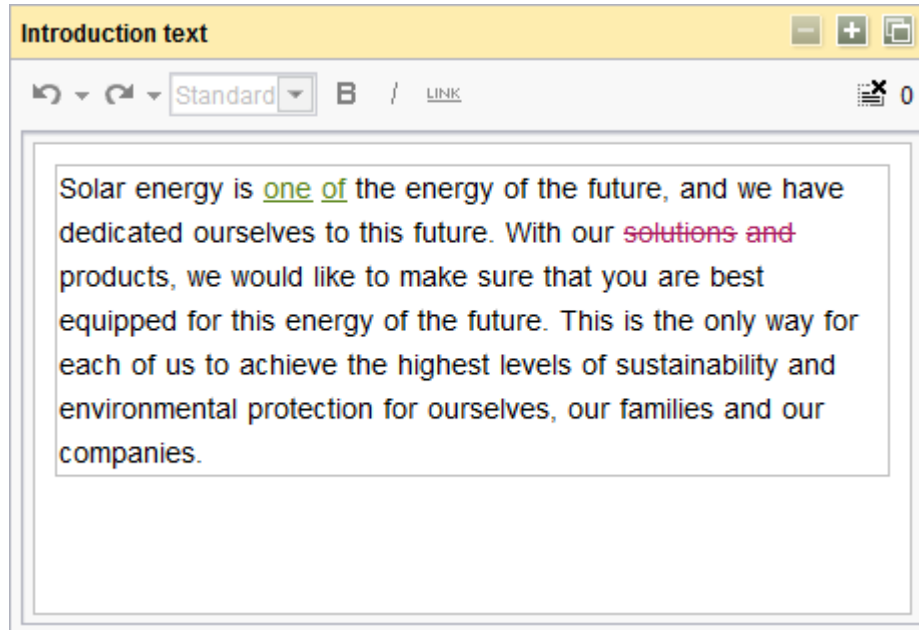 Introduction text
Standard B I LINK 0
Solar energy is one of the energy of the future, and we have
dedicated ourselves to this future. With our solutions and
products, we would like to make sure that you are best
equipped for this energy of the future. This is the only way for
each of us to achieve the highest levels of sustainability and
environmental protection for ourselves, our families and our
companies.